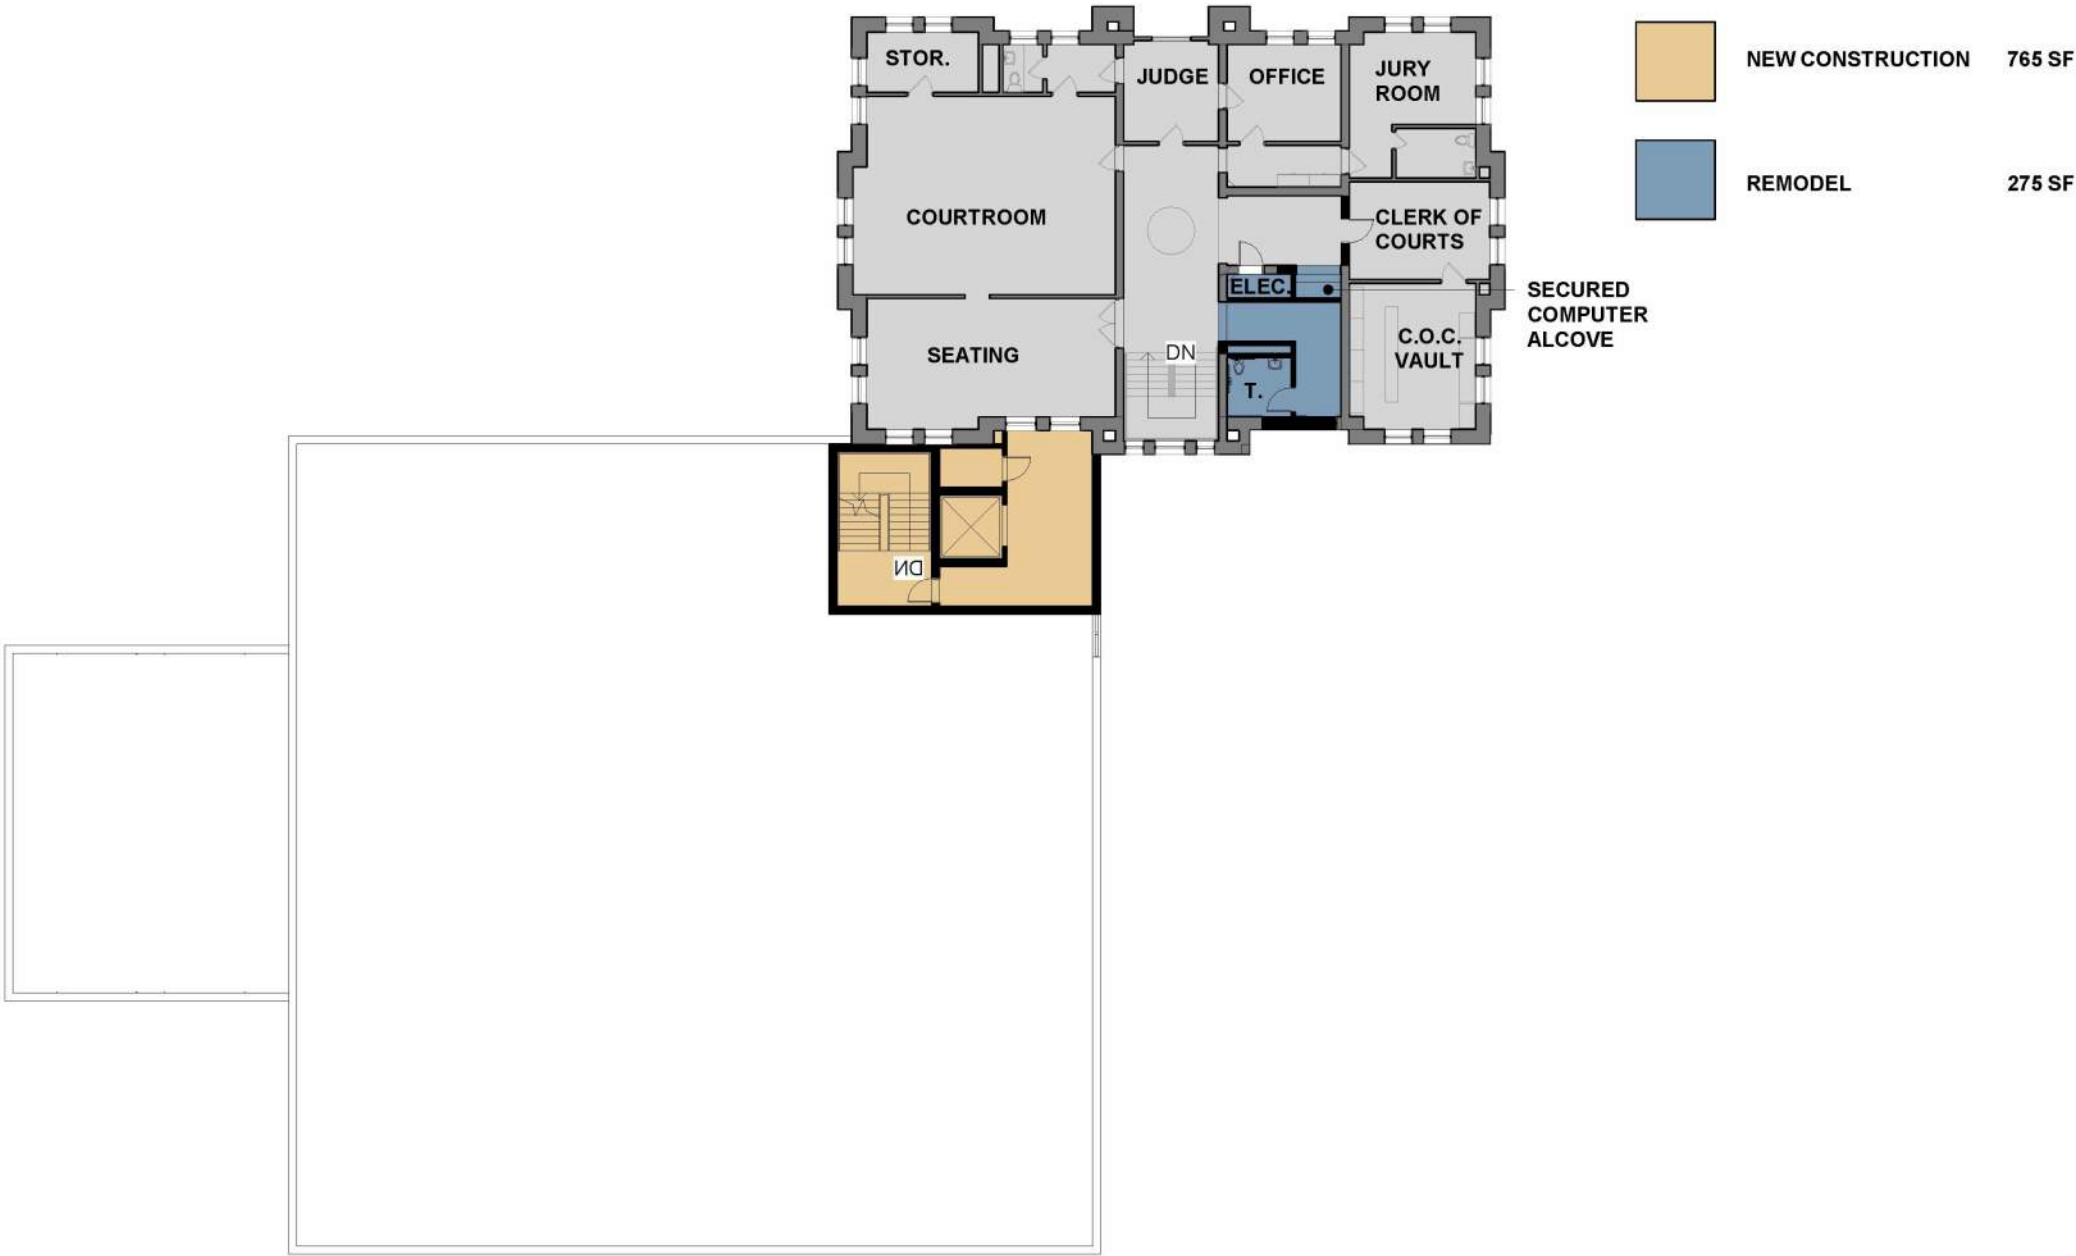 STOR.
JUDGE
OFFICE
JURY
ROOM
NEW CONSTRUCTION 765 SF
REMODEL 275 SF
COURTROOM
CLERK OF
COURTS
ELEC.
SECURED
COMPUTER
ALCOVE
SEATING
DN
C.O.C.
VAULT
T.
DN